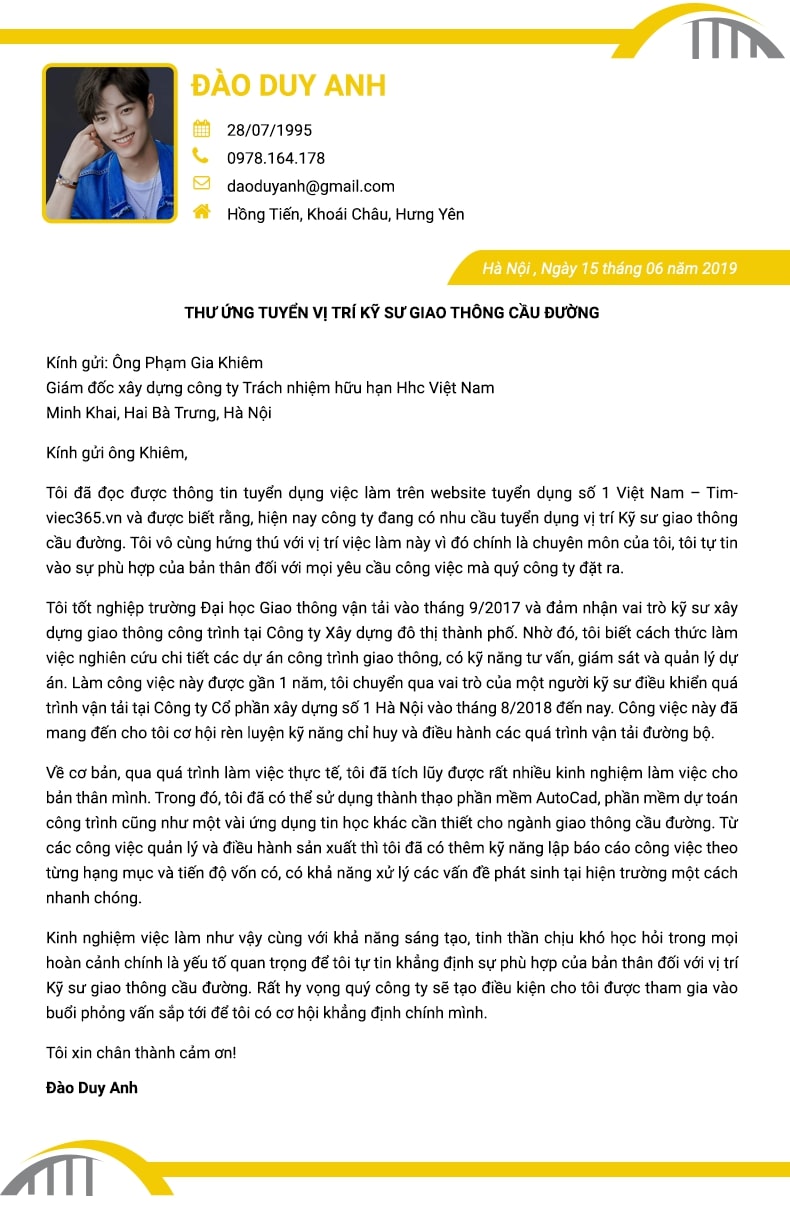 ĐÀO DUY ANH
28/07/1995
0978.164.178
daoduyanh@gmail.com
Hồng Tiến, Khoái Châu, Hưng Yên
Hà Nội , Ngày 15 tháng 06 năm 2019
THƯ ỨNG TUYỂN VỊ TRÍ KỸ SƯ GIAO THÔNG CẦU ĐƯỜNG
Kính gửi: Ông Phạm Gia Khiêm
Giám đốc xây dựng công ty Trách nhiệm hữu hạn Hhc Việt Nam
Minh Khai, Hai Bà Trưng, Hà Nội
Kính gửi ông Khiêm,
Tôi đã đọc được thông tin tuyển dụng việc làm trên website tuyển dụng số 1 Việt Nam – Tim-
viec365.vn và được biết rằng, hiện nay công ty đang có nhu cầu tuyển dụng vị trí Kỹ sư giao thông
cầu đường. Tôi vô cùng hứng thú với vị trí việc làm này vì đó chính là chuyên môn của tôi, tôi tự tin
vào sự phù hợp của bản thân đối với mọi yêu cầu công việc mà quý công ty đặt ra.
Tôi tốt nghiệp trường Đại học Giao thông vận tải vào tháng 9/2017 và đảm nhận vai trò kỹ sư xây
dựng giao thông công trình tại Công ty Xây dựng đô thị thành phố. Nhờ đó, tôi biết cách thức làm
việc nghiên cứu chi tiết các dự án công trình giao thông, có kỹ năng tư vấn, giám sát và quản lý dự
án. Làm công việc này được gần 1 năm, tôi chuyển qua vai trò của một người kỹ sư điều khiển quá
trình vận tải tại Công ty Cổ phần xây dựng số 1 Hà Nội vào tháng 8/2018 đến nay. Công việc này đã
mang đến cho tôi cơ hội rèn luyện kỹ năng chỉ huy và điều hành các quá trình vận tải đường bộ.
Về cơ bản, qua quá trình làm việc thực tế, tôi đã tích lũy được rất nhiều kinh nghiệm làm việc cho
bản thân mình. Trong đó, tôi đã có thể sử dụng thành thạo phần mềm AutoCad, phần mềm dự toán
công trình cũng như một vài ứng dụng tin học khác cần thiết cho ngành giao thông cầu đường. Từ
các công việc quản lý và điều hành sản xuất thì tôi đã có thêm kỹ năng lập báo cáo công việc theo
từng hạng mục và tiến độ vốn có, có khả năng xử lý các vấn đề phát sinh tại hiện trường một cách
nhanh chóng.
Kinh nghiệm việc làm như vậy cùng với khả năng sáng tạo, tinh thần chịu khó học hỏi trong mọi
hoàn cảnh chính là yếu tố quan trọng để tôi tự tin khẳng định sự phù hợp của bản thân đối với vị trí
Kỹ sư giao thông cầu đường. Rất hy vọng quý công ty sẽ tạo điều kiện cho tôi được tham gia vào
buổi phỏng vấn sắp tới để tôi có cơ hội khẳng định chính mình.
Tôi xin chân thành cảm ơn!
Đào Duy Anh